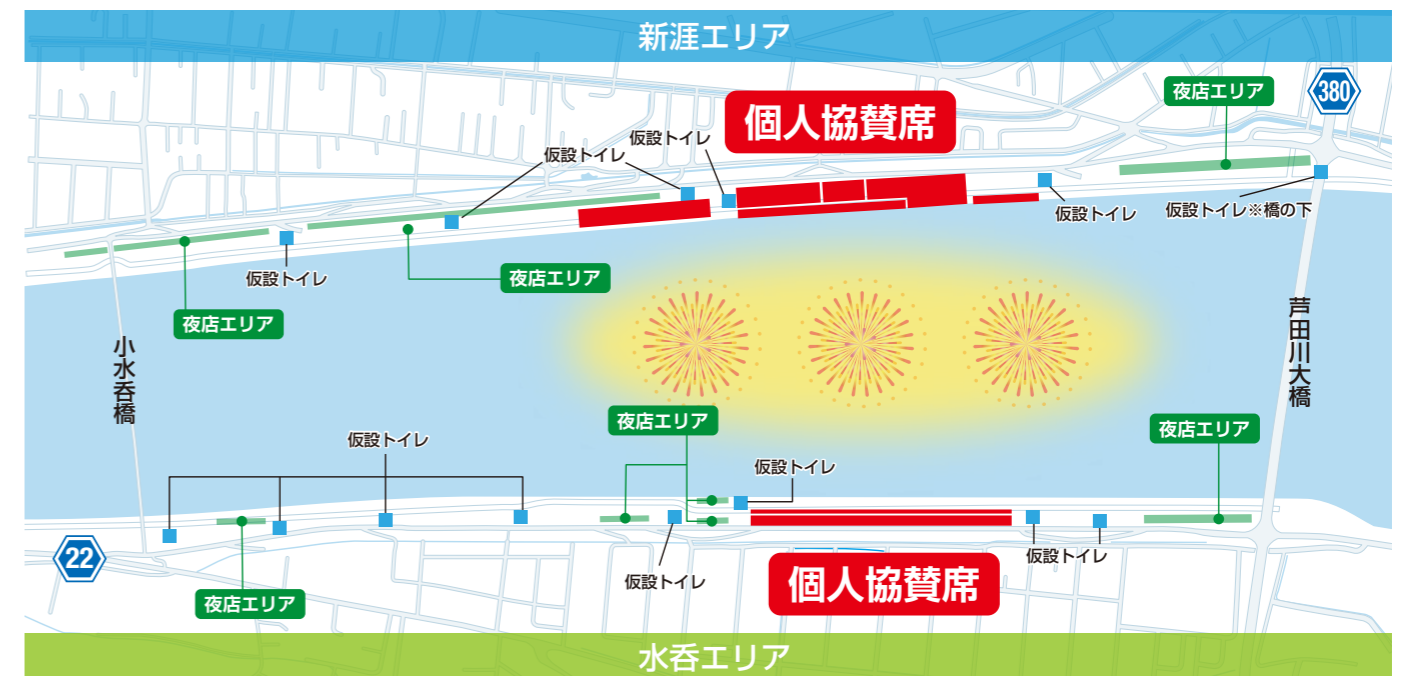 新涯エリア
夜店エリア
380
個人協賛席
仮設トイレ
仮設トイレ
仮設トイレ
仮設トイレ※橋の下
仮設トイレ
夜店エリア
夜店エリア
小水呑橋
芦田川大橋
夜店エリア
夜店エリア
仮設トイレ
仮設トイレ
22
仮設トイレ
仮設トイレ
個人協賛席
夜店エリア
水呑エリア